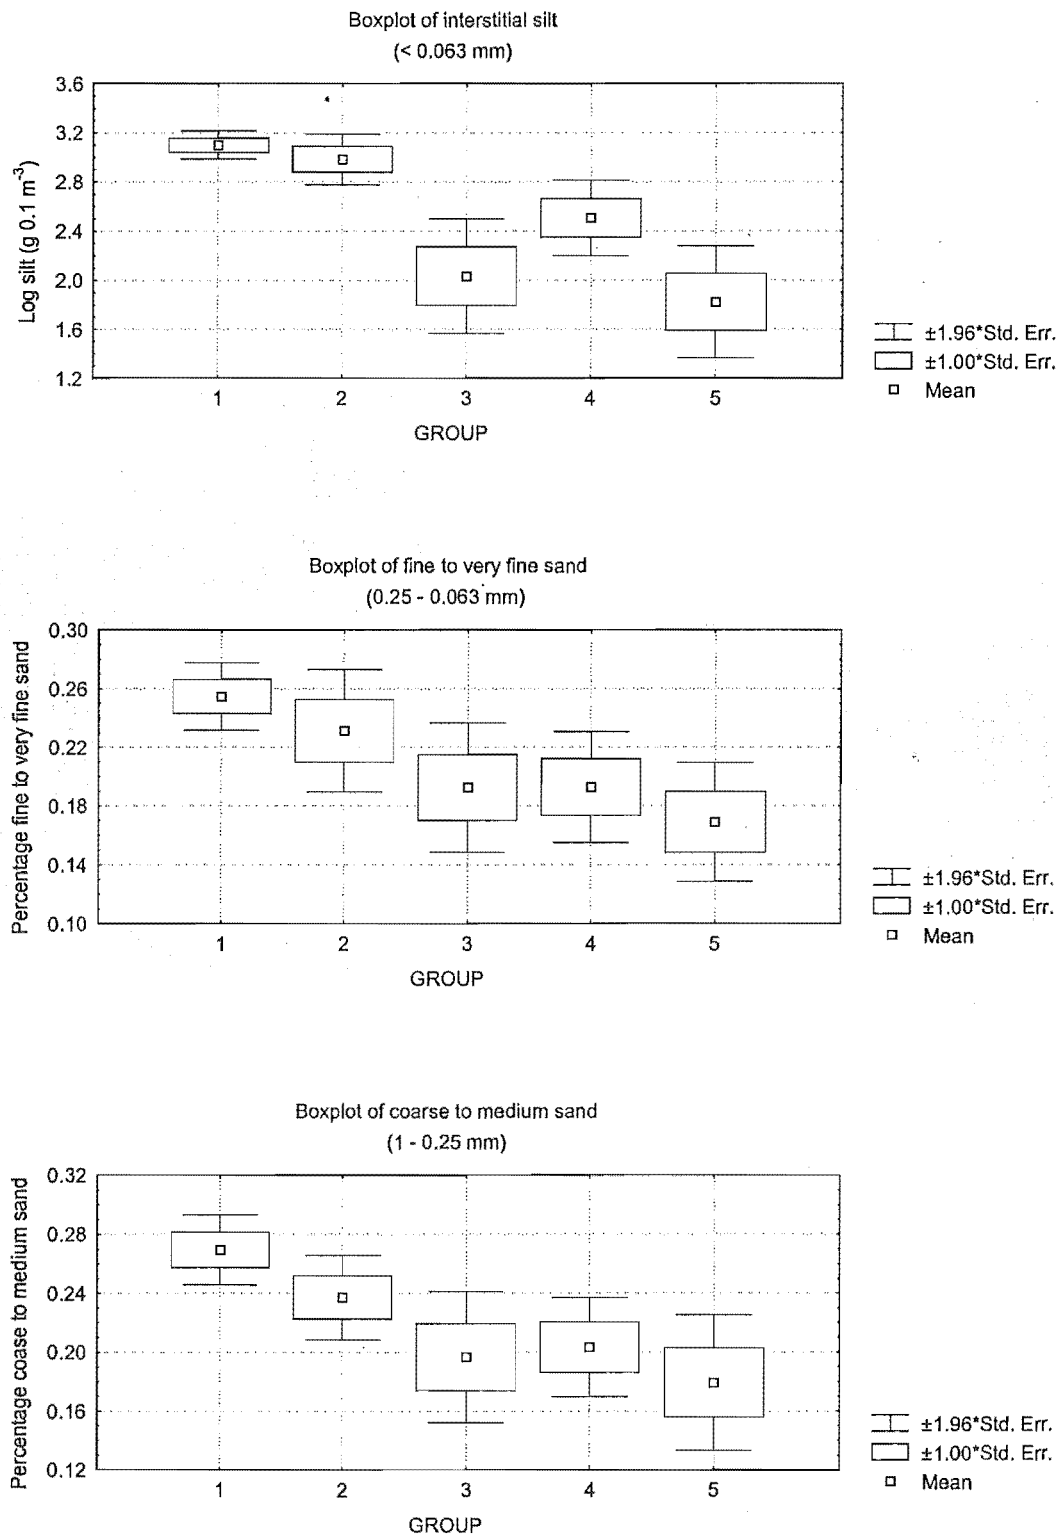 Boxplot of interstitial silt
(< 0.063 mm)
Log silt (g 0.1 m⁻³)
3.6
3.2
2.8
2.4
2.0
1.6
1.2
1 2 3 4 5
GROUP
±1.96*Std. Err.
±1.00*Std. Err.
Mean
Boxplot of fine to very fine sand
(0.25 - 0.063 mm)
Percentage fine to very fine sand
0.30
0.26
0.22
0.18
0.14
0.10
1 2 3 4 5
GROUP
±1.96*Std. Err.
±1.00*Std. Err.
Mean
Boxplot of coarse to medium sand
(1 - 0.25 mm)
Percentage coase to medium sand
0.32
0.28
0.24
0.20
0.16
0.12
1 2 3 4 5
GROUP
±1.96*Std. Err.
±1.00*Std. Err.
Mean